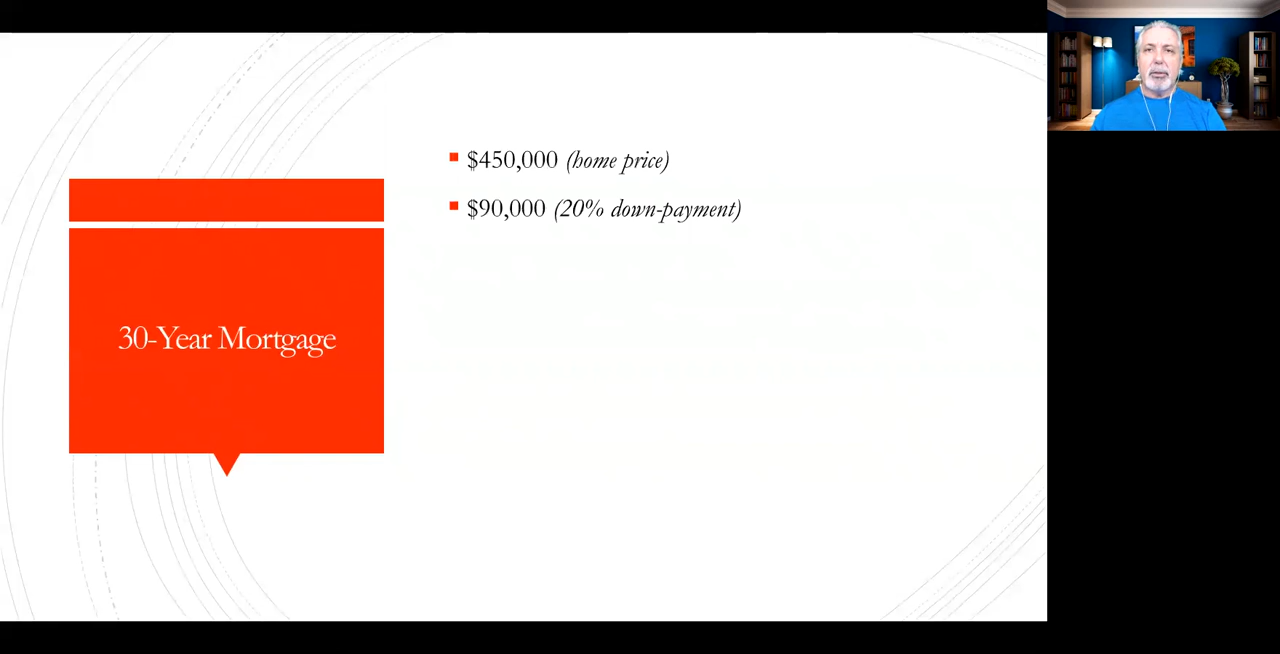 $450,000 (home price)
$90,000 (20% down-payment)
30-Year Mortgage